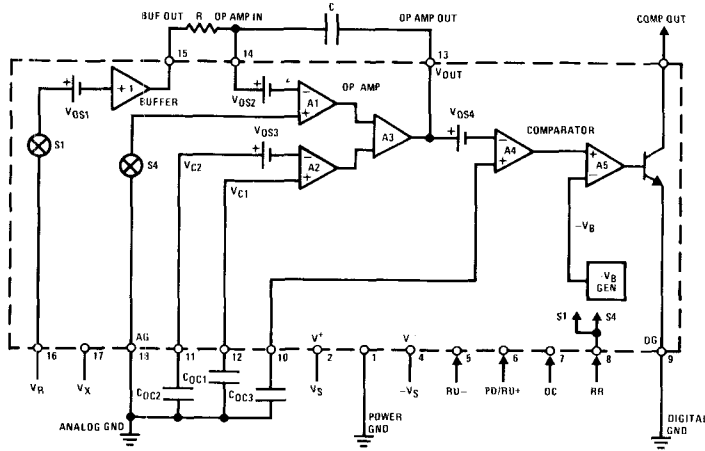 BUF OUT R OP AMP IN C OP AMP OUT COMP OUT
15 14 13
VOUT
+ + 1 BUFFER VOS1
+ VOS2 − A1 + OP AMP
S1 S4
VOS3 + − A2 + A3
VC2 VC1
VOS4 + − A4 + COMPARATOR
+ A5 −
−VB
−VB GEN
S1 S4
AG V+ V DG
16 17 18 11 12 10 2 1 4 5 6 7 8 9
VR VX COC2 COC1 COC3 VS −VS RU− PD/RU+ OC RR
ANALOG GND
POWER GND
DIGITAL GND